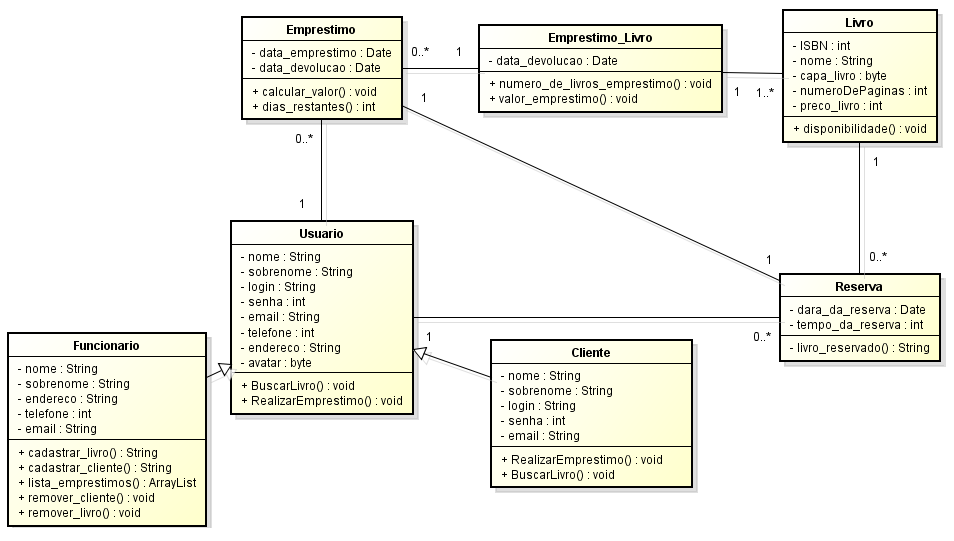 Emprestimo
- data_emprestimo : Date
- data_devolucao : Date
+ calcular_valor() : void
+ dias_restantes() : int
0..*
1
Emprestimo_Livro
- data_devolucao : Date
+ numero_de_livros_emprestimo() : void
+ valor_emprestimo() : void
1
1..*
Livro
- ISBN : int
- nome : String
- capa_livro : byte
- numeroDePaginas : int
- preco_livro : int
+ disponibilidade() : void
1
0..*
1
1
0..*
1
Usuario
- nome : String
- sobrenome : String
- login : String
- senha : int
- email : String
- telefone : int
- endereco : String
- avatar : byte
+ BuscarLivro() : void
+ RealizarEmprestimo() : void
1
0..*
Reserva
- dara_da_reserva : Date
- tempo_da_reserva : int
- livro_reservado() : String
Funcionario
- nome : String
- sobrenome : String
- endereco : String
- telefone : int
- email : String
+ cadastrar_livro() : String
+ cadastrar_cliente() : String
+ lista_emprestimos() : ArrayList
+ remover_cliente() : void
+ remover_livro() : void
Cliente
- nome : String
- sobrenome : String
- login : String
- senha : int
- email : String
+ RealizarEmprestimo() : void
+ BuscarLivro() : void